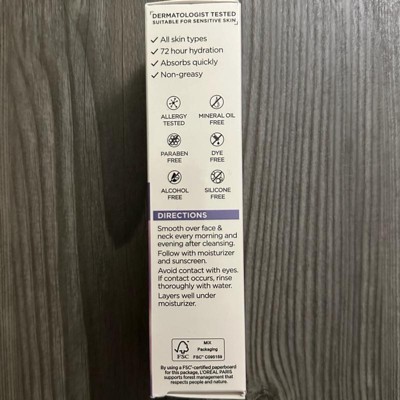 DERMATOLOGIST TESTED
SUITABLE FOR SENSITIVE SKIN
✓ All skin types
✓ 72 hour hydration
✓ Absorbs quickly
✓ Non-greasy
ALLERGY TESTED
MINERAL OIL FREE
PARABEN FREE
DYE FREE
ALCOHOL FREE
SILICONE FREE
DIRECTIONS
Smooth over face &
neck every morning and
evening after cleansing.
Follow with moisturizer
and sunscreen.
Avoid contact with eyes.
If contact occurs, rinse
thoroughly with water.
Layers well under
moisturizer.
FSC
MIX
Packaging
By using a FSC®-certified paperboard for
this package, L'ORÉAL PARIS
supports forest management that
respects people and nature.